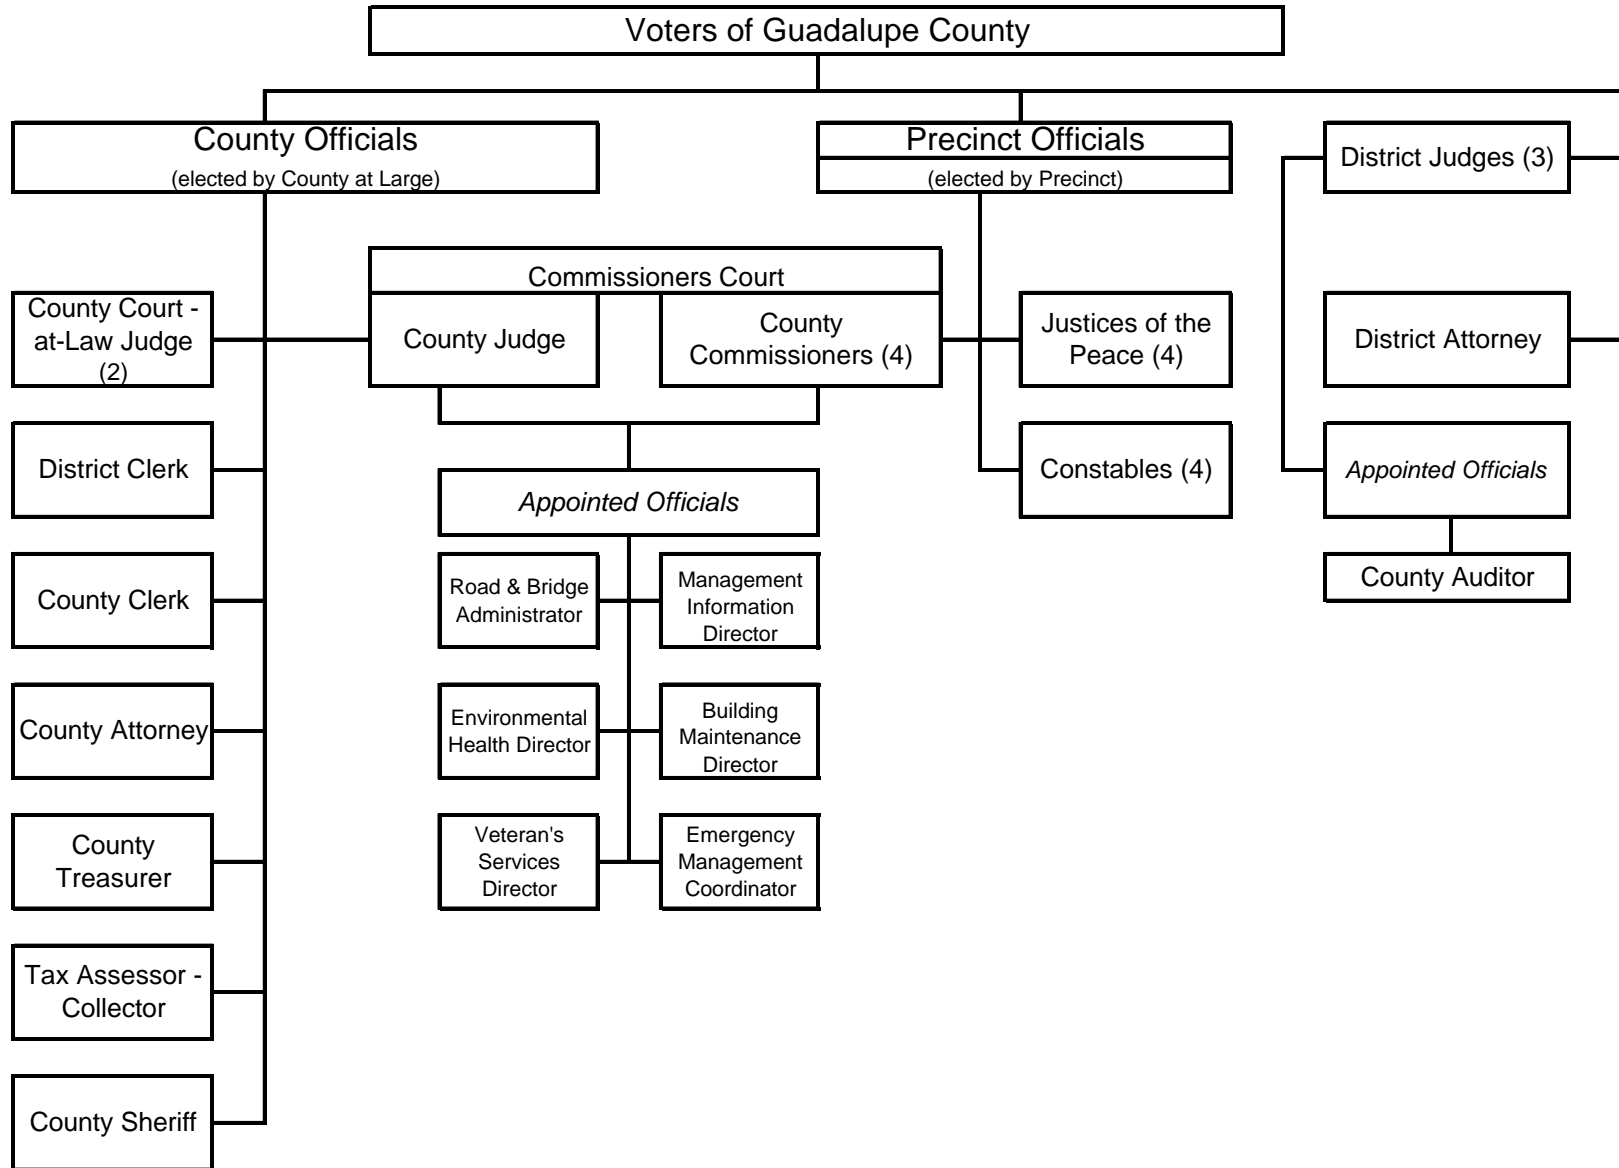 Voters of Guadalupe County
County Officials
(elected by County at Large)
Precinct Officials
(elected by Precinct)
District Judges (3)
Commissioners Court
County Court -
at-Law Judge
(2)
County Judge
County
Commissioners (4)
Justices of the
Peace (4)
District Attorney
District Clerk
Appointed Officials
Constables (4)
Appointed Officials
County Clerk
Road & Bridge
Administrator
Management
Information
Director
County Auditor
County Attorney
Environmental
Health Director
Building
Maintenance
Director
County
Treasurer
Veteran's
Services
Director
Emergency
Management
Coordinator
Tax Assessor -
Collector
County Sheriff